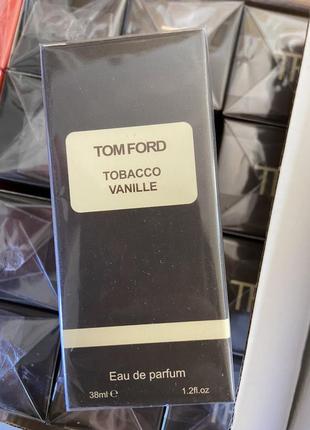 TOM FORD
TOBACCO
VANILLE
Eau de parfum
38ml ℮ 1.2fl.oz